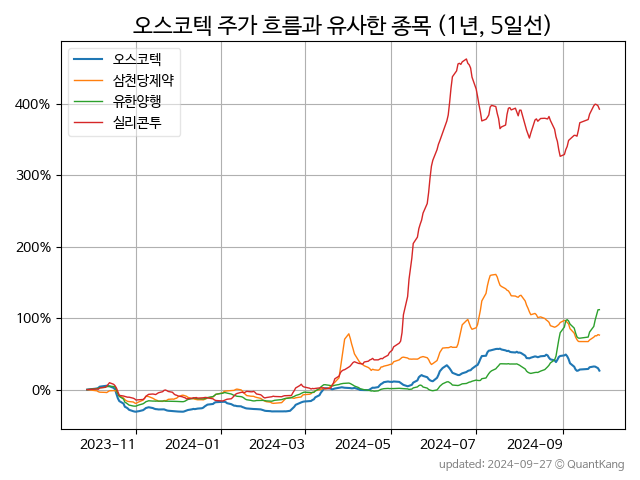 오스코텍 주가 흐름과 유사한 종목 (1년, 5일선)
오스코텍
삼천당제약
유한양행
실리콘투
400%
300%
200%
100%
0%
2023-11 2024-01 2024-03 2024-05 2024-07 2024-09
updated: 2024-09-27 © QuantKang